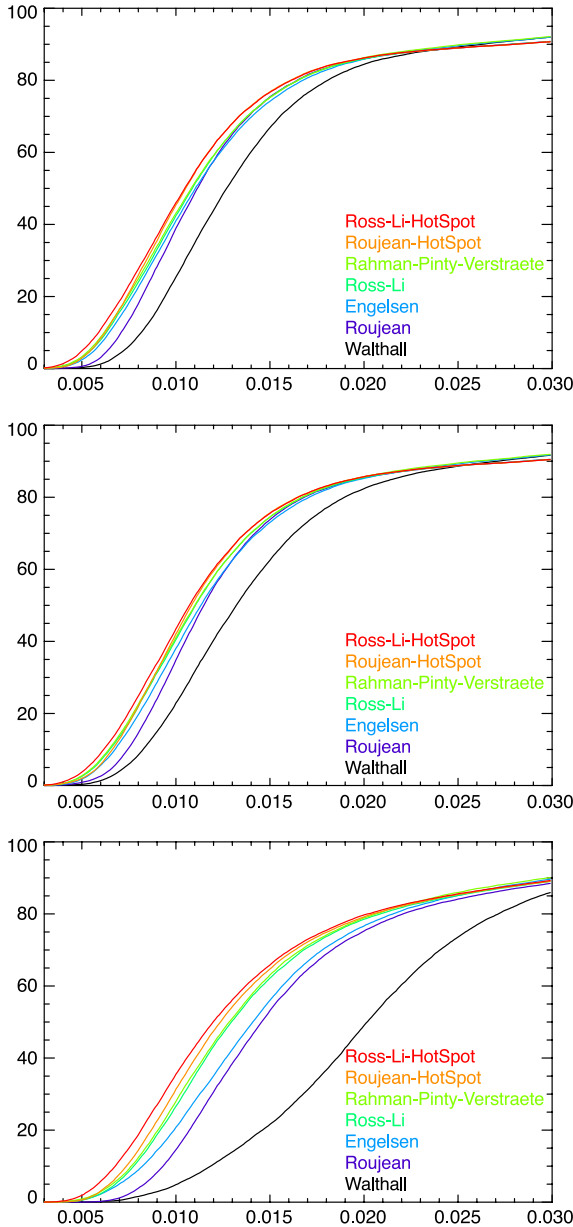 100
80
60
40
20
0
Ross-Li-HotSpot
Roujean-HotSpot
Rahman-Pinty-Verstraete
Ross-Li
Engelsen
Roujean
Walthall
0.005 0.010 0.015 0.020 0.025 0.030
100
80
60
40
20
0
Ross-Li-HotSpot
Roujean-HotSpot
Rahman-Pinty-Verstraete
Ross-Li
Engelsen
Roujean
Walthall
0.005 0.010 0.015 0.020 0.025 0.030
100
80
60
40
20
0
Ross-Li-HotSpot
Roujean-HotSpot
Rahman-Pinty-Verstraete
Ross-Li
Engelsen
Roujean
Walthall
0.005 0.010 0.015 0.020 0.025 0.030